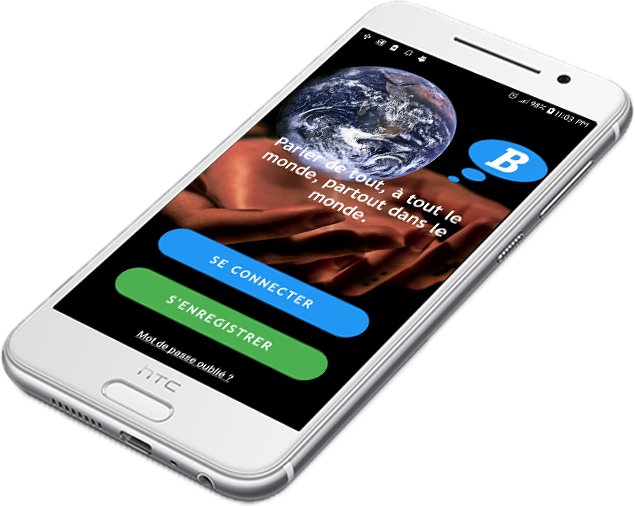 98% 11:03 PM
B
Parler de tout, à tout le
monde, partout dans le
monde.
SE CONNECTER
S'ENREGISTRER
Mot de passe oublié ?
hTC